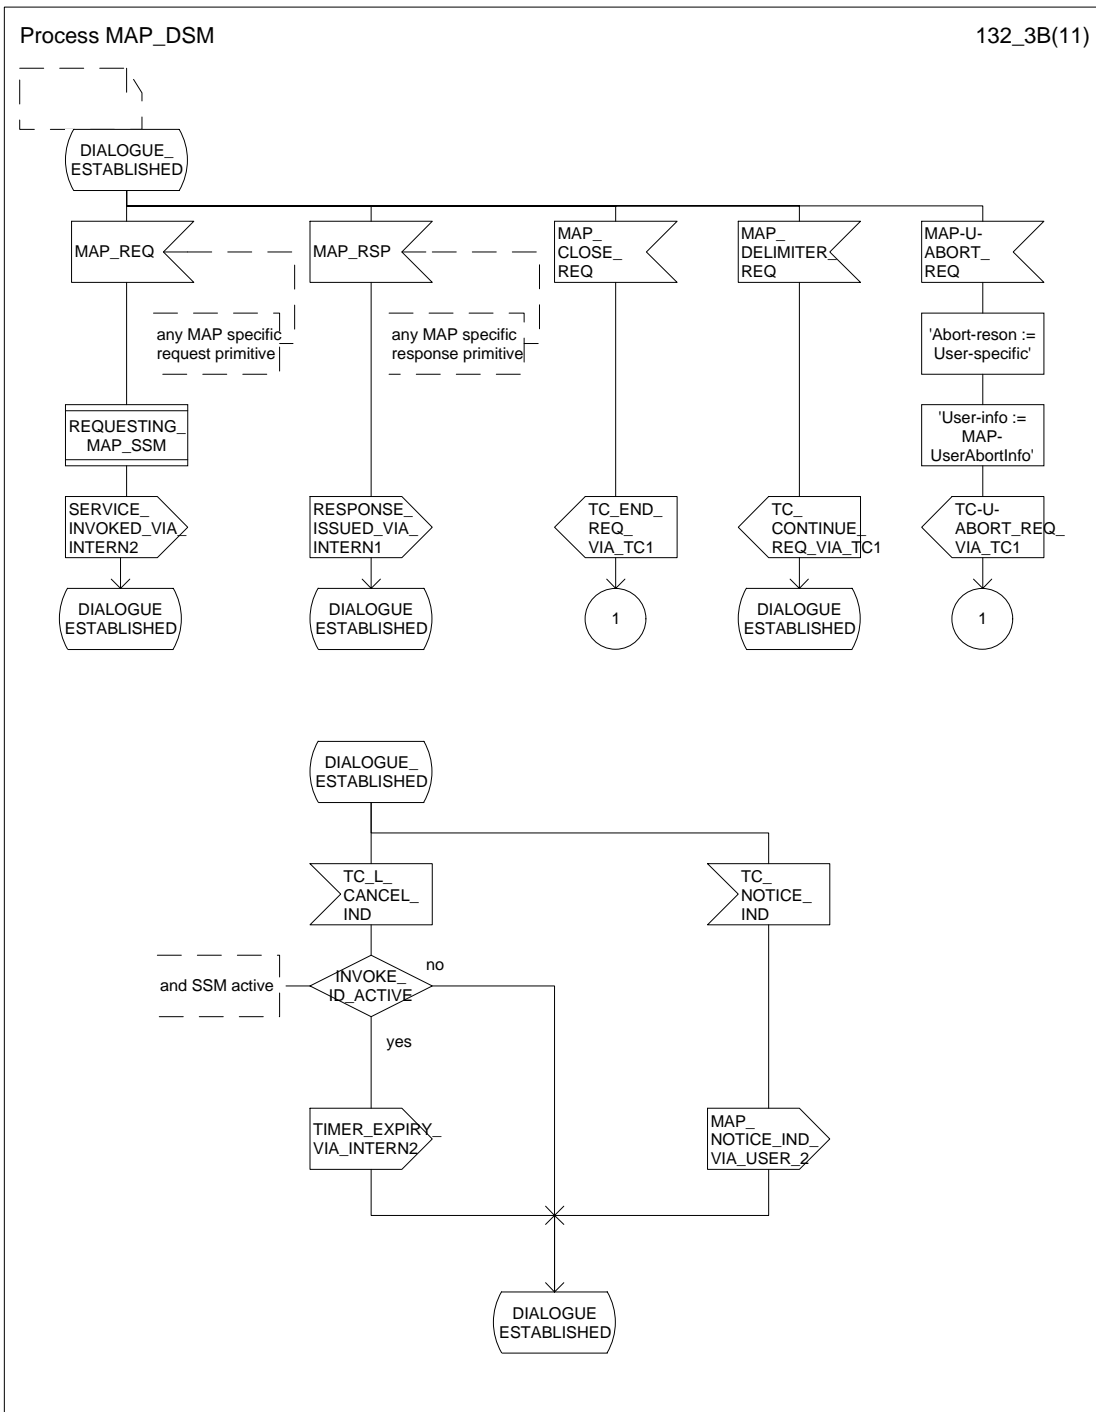 Process MAP_DSM
132_3B(11)
DIALOGUE_
ESTABLISHED
MAP_REQ
MAP_RSP
MAP_
CLOSE_
REQ
MAP_
DELIMITER_
REQ
MAP-U-
ABORT_
REQ
any MAP specific
request primitive
any MAP specific
response primitive
'Abort-reson :=
User-specific'
REQUESTING_
MAP_SSM
'User-info :=
MAP-
UserAbortInfo'
SERVICE_
INVOKED_VIA_
INTERN2
RESPONSE_
ISSUED_VIA_
INTERN1
TC_END_
REQ_
VIA_TC1
TC_
CONTINUE_
REQ_VIA_TC1
TC-U-
ABORT_REQ_
VIA_TC1
DIALOGUE
ESTABLISHED
DIALOGUE
ESTABLISHED
1
DIALOGUE
ESTABLISHED
1
DIALOGUE_
ESTABLISHED
TC_L_
CANCEL_
IND
TC_
NOTICE_
IND
and SSM active
INVOKE_
ID_ACTIVE
no
yes
TIMER_EXPIRY_
VIA_INTERN2
MAP_
NOTICE_IND_
VIA_USER_2
DIALOGUE
ESTABLISHED